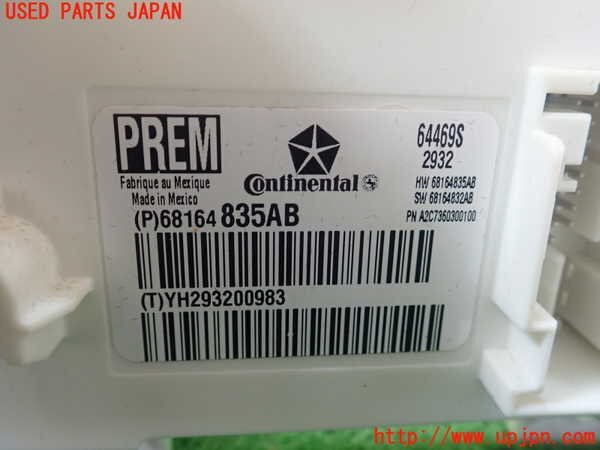 USED PARTS JAPAN
PREM
Fabrique au Mexique
Made in Mexico
Continental
64469S
2932
HW 68164835AB
SW 68164832AB
PN A2C7360300100
(P)68164 835AB
(T)YH293200983
http://www.upjpn.com/